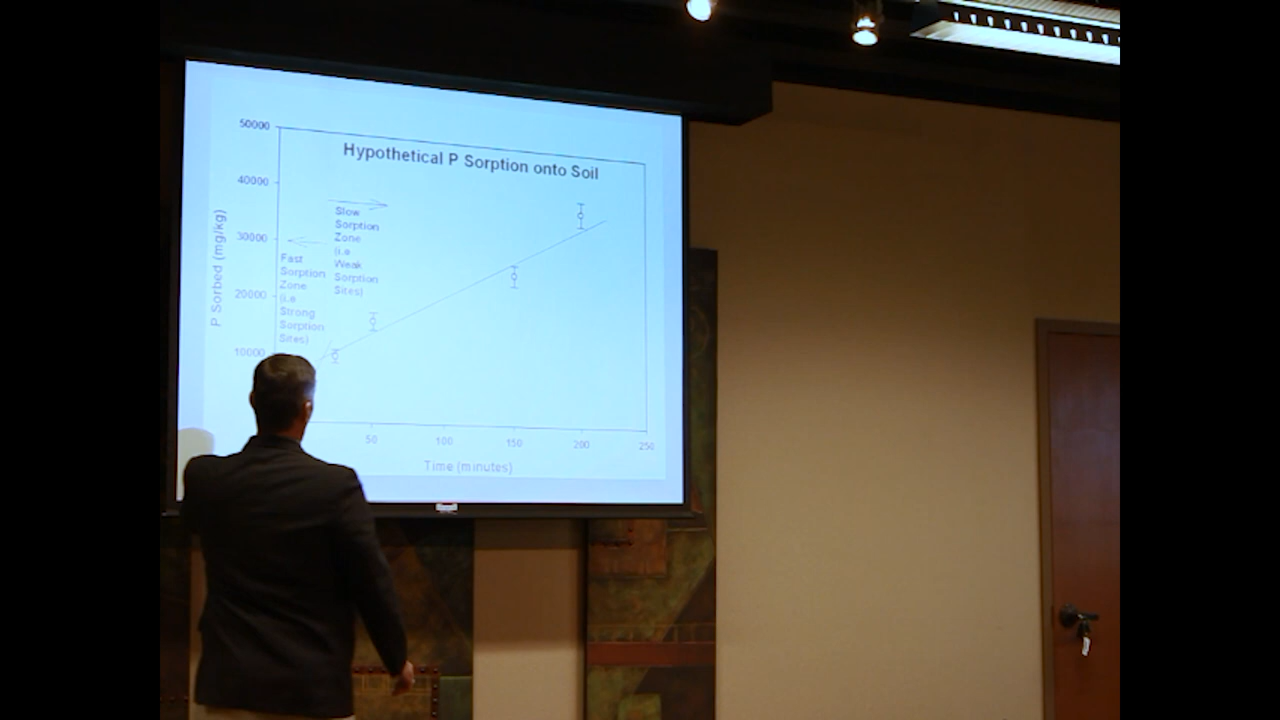 Hypothetical P Sorption onto Soil
50000
40000
30000
20000
10000
P Sorbed (mg/kg)
Slow
Sorption
Zone
(i.e
Weak
Sorption
Sites)
Fast
Sorption
Zone
(i.e
Strong
Sorption
Sites)
50 100 150 200 250
Time (minutes)